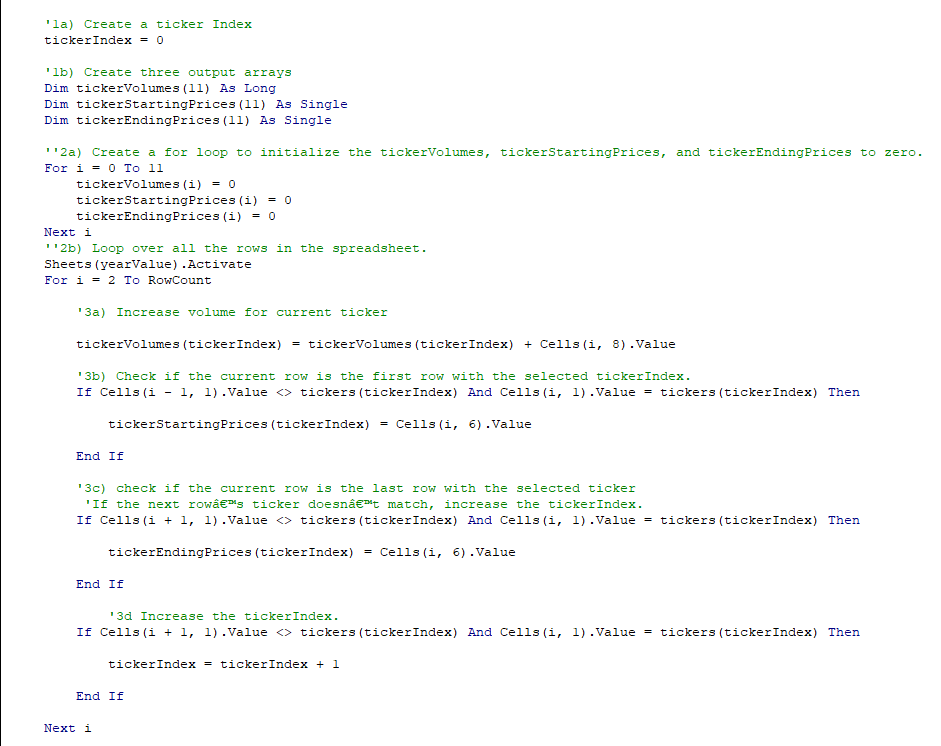 '1a) Create a ticker Index
tickerIndex = 0
'1b) Create three output arrays
Dim tickerVolumes(11) As Long
Dim tickerStartingPrices(11) As Single
Dim tickerEndingPrices(11) As Single
''2a) Create a for loop to initialize the tickerVolumes, tickerStartingPrices, and tickerEndingPrices to zero.
For i = 0 To 11
tickerVolumes(i) = 0
tickerStartingPrices(i) = 0
tickerEndingPrices(i) = 0
Next i
''2b) Loop over all the rows in the spreadsheet.
Sheets(yearValue).Activate
For i = 2 To RowCount
'3a) Increase volume for current ticker
tickerVolumes(tickerIndex) = tickerVolumes(tickerIndex) + Cells(i, 8).Value
'3b) Check if the current row is the first row with the selected tickerIndex.
If Cells(i - 1, 1).Value <> tickers(tickerIndex) And Cells(i, 1).Value = tickers(tickerIndex) Then
tickerStartingPrices(tickerIndex) = Cells(i, 6).Value
End If
'3c) check if the current row is the last row with the selected ticker
'If the next rowâ€™s ticker doesnâ€™t match, increase the tickerIndex.
If Cells(i + 1, 1).Value <> tickers(tickerIndex) And Cells(i, 1).Value = tickers(tickerIndex) Then
tickerEndingPrices(tickerIndex) = Cells(i, 6).Value
End If
'3d Increase the tickerIndex.
If Cells(i + 1, 1).Value <> tickers(tickerIndex) And Cells(i, 1).Value = tickers(tickerIndex) Then
tickerIndex = tickerIndex + 1
End If
Next i